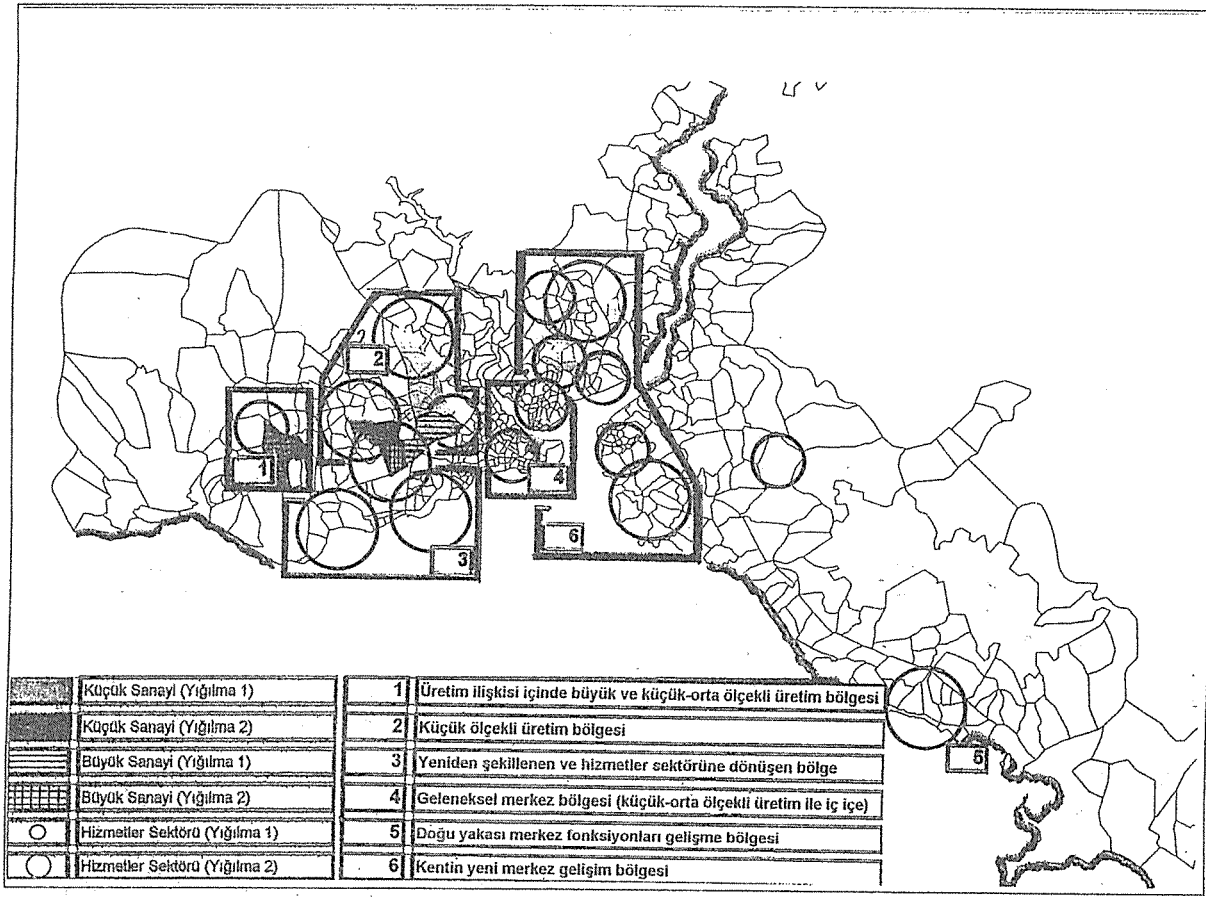 2
1
4
6
3
5
Küçük Sanayi (Yığılma 1)
Küçük Sanayi (Yığılma 2)
Büyük Sanayi (Yığılma 1)
Büyük Sanayi (Yığılma 2)
Hizmetler Sektörü (Yığılma 1)
Hizmetler Sektörü (Yığılma 2)
1 Üretim ilişkisi içinde büyük ve küçük-orta ölçekli üretim bölgesi
2 Küçük ölçekli üretim bölgesi
3 Yeniden şekillenen ve hizmetler sektörüne dönüşen bölge
4 Geleneksel merkez bölgesi (küçük-orta ölçekli üretim ile iç içe)
5 Doğu yakası merkez fonksiyonları gelişme bölgesi
6 Kentin yeni merkez gelişim bölgesi